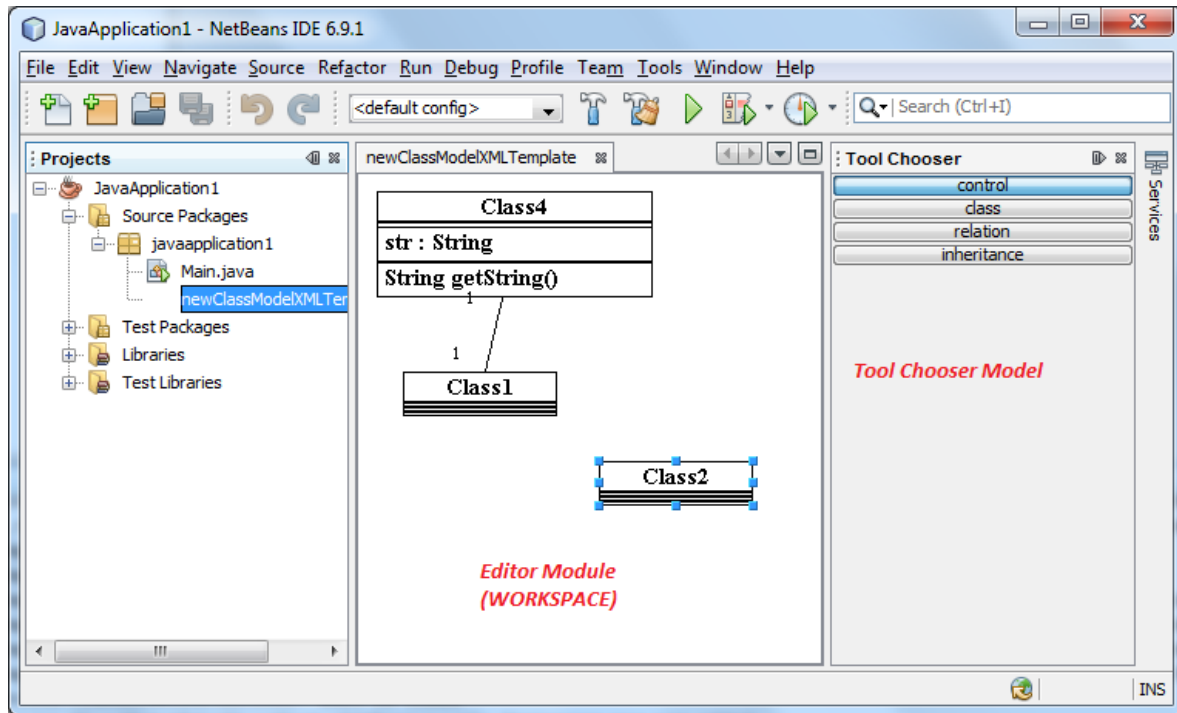 JavaApplication1 - NetBeans IDE 6.9.1
File Edit View Navigate Source Refactor Run Debug Profile Team Tools Window Help
<default config>
Search (Ctrl+I)
Projects
JavaApplication1
Source Packages
javaapplication1
Main.java
newClassModelXMLTer
Test Packages
Libraries
Test Libraries
newClassModelXMLTemplate
Class4
str : String
String getString()
1
1
Class1
Class2
Editor Module
(WORKSPACE)
Tool Chooser
control
class
relation
inheritance
Tool Chooser Model
Services
INS